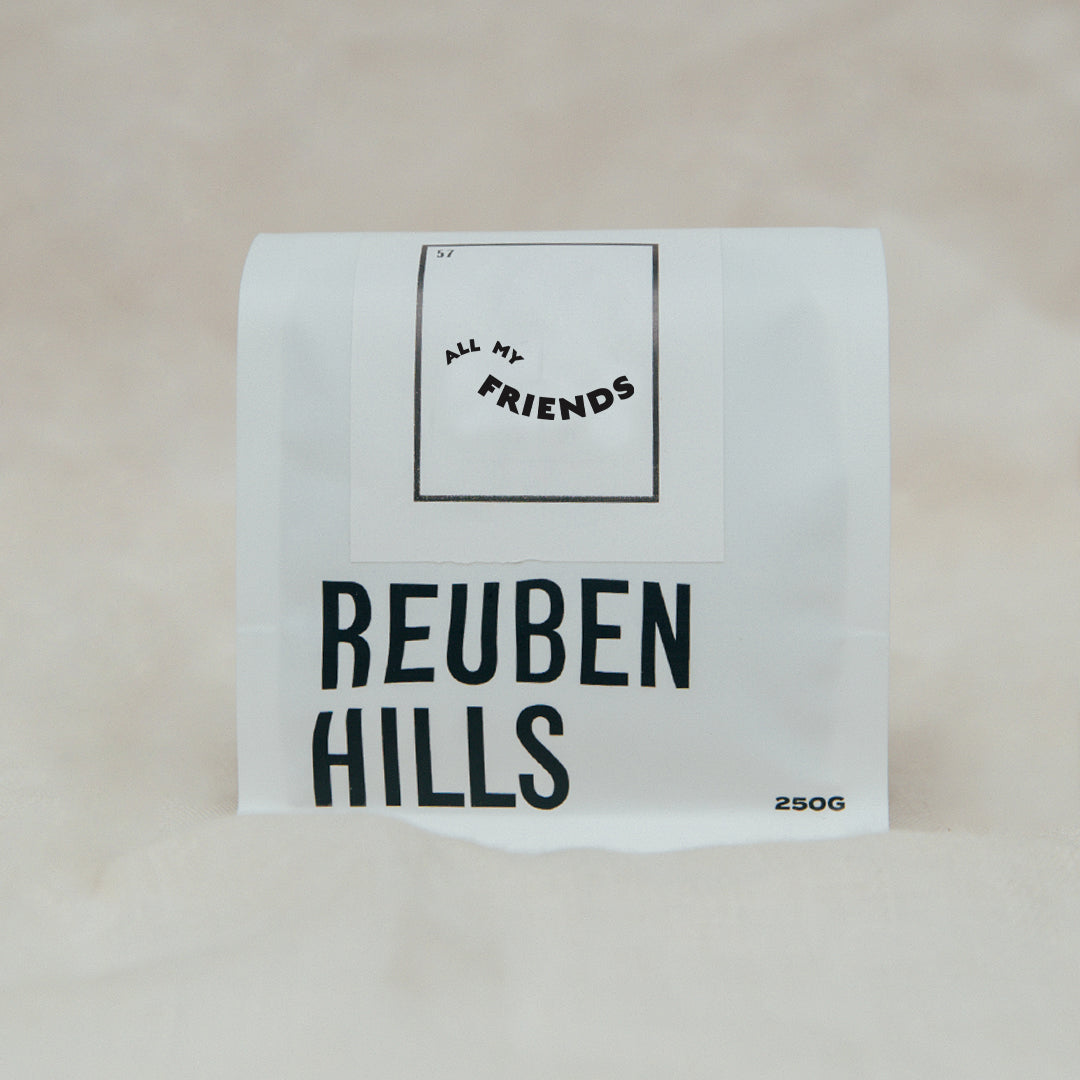 57
ALL MY
FRIENDS
REUBEN
HILLS
250G